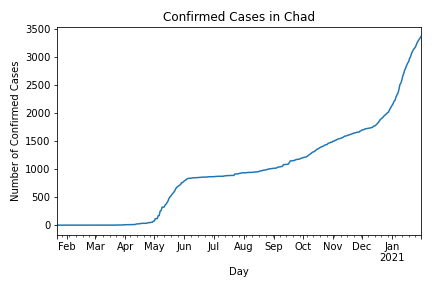 Confirmed Cases in Chad
3500
3000
2500
2000
1500
1000
500
0
Number of Confirmed Cases
Feb Mar Apr May Jun Jul Aug Sep Oct Nov Dec Jan
2021
Day